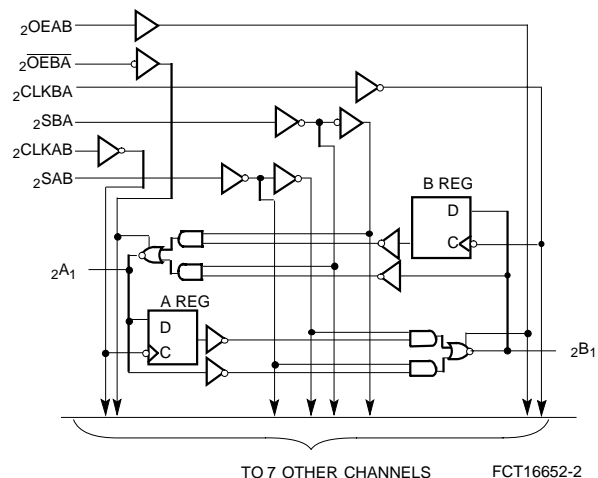 2OEAB
2OEBA
2CLKBA
2SBA
2CLKAB
2SAB
B REG
D
C
2A1
A REG
D
C
2B1
TO 7 OTHER CHANNELS
FCT16652-2